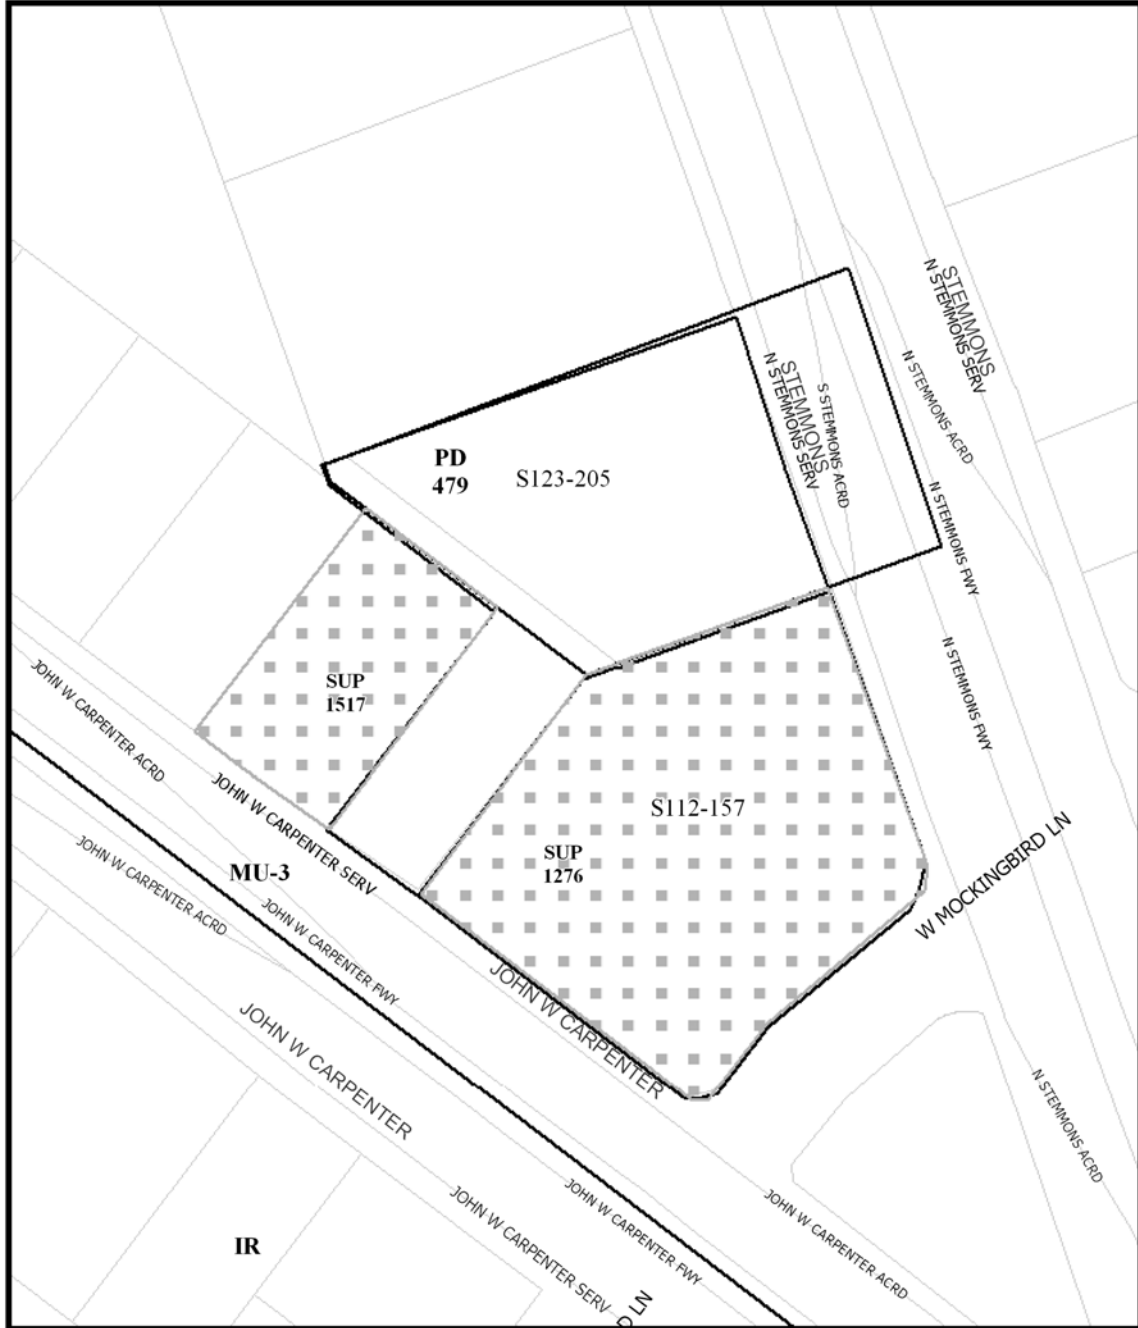 STEMMONS
N STEMMONS SERV
N STEMMONS ACRD
STEMMONS
N STEMMONS SERV
S STEMMONS ACRD
PD
479
S123-205
N STEMMONS FWY
N STEMMONS FWY
JOHN W CARPENTER ACRD
SUP
1517
JOHN W CARPENTER SERV
S112-157
SUP
1276
W MOCKINGBIRD LN
MU-3
JOHN W CARPENTER ACRD
JOHN W CARPENTER FWY
JOHN W CARPENTER
JOHN W CARPENTER
N STEMMONS ACRD
JOHN W CARPENTER SERV
JOHN W CARPENTER FWY
JOHN W CARPENTER ACRD
IR
D LN